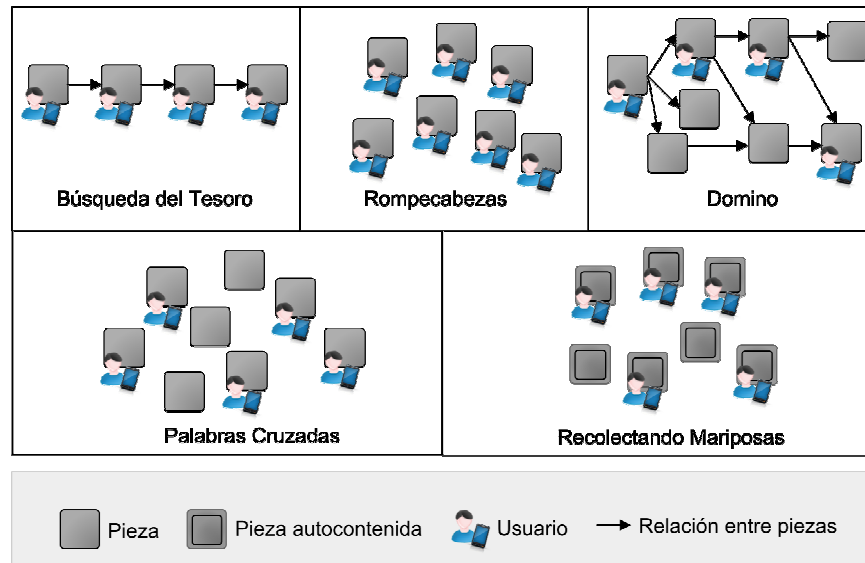 Búsqueda del Tesoro
Rompecabezas
Domino
Palabras Cruzadas
Recolectando Mariposas
Pieza
Pieza autocontenida
Usuario
Relación entre piezas